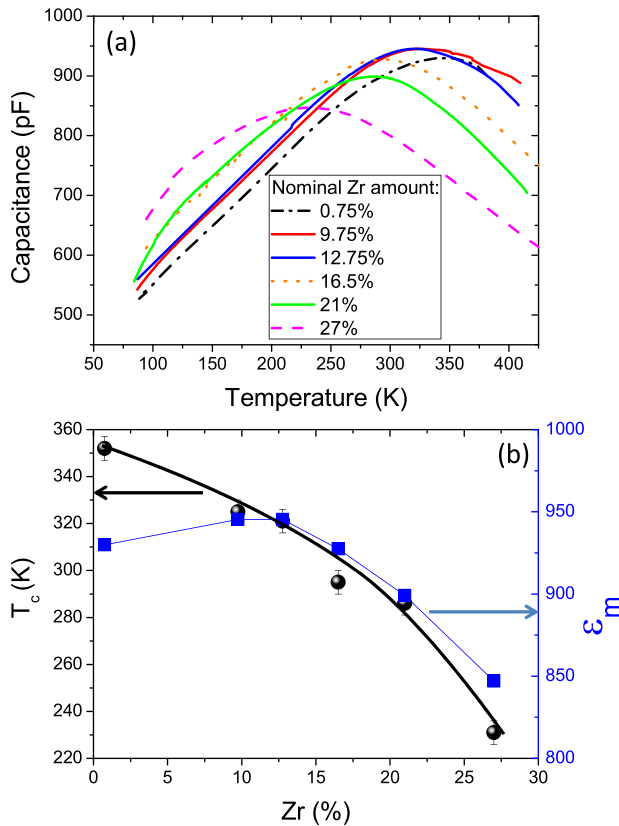 (a)
1000
900
800
700
600
500
Capacitance (pF)
Nominal Zr amount:
0.75%
9.75%
12.75%
16.5%
21%
27%
50 100 150 200 250 300 350 400
Temperature (K)
(b)
360
340
320
300
280
260
240
220
T_c (K)
1000
950
900
850
800
ε_m
0 5 10 15 20 25 30
Zr (%)